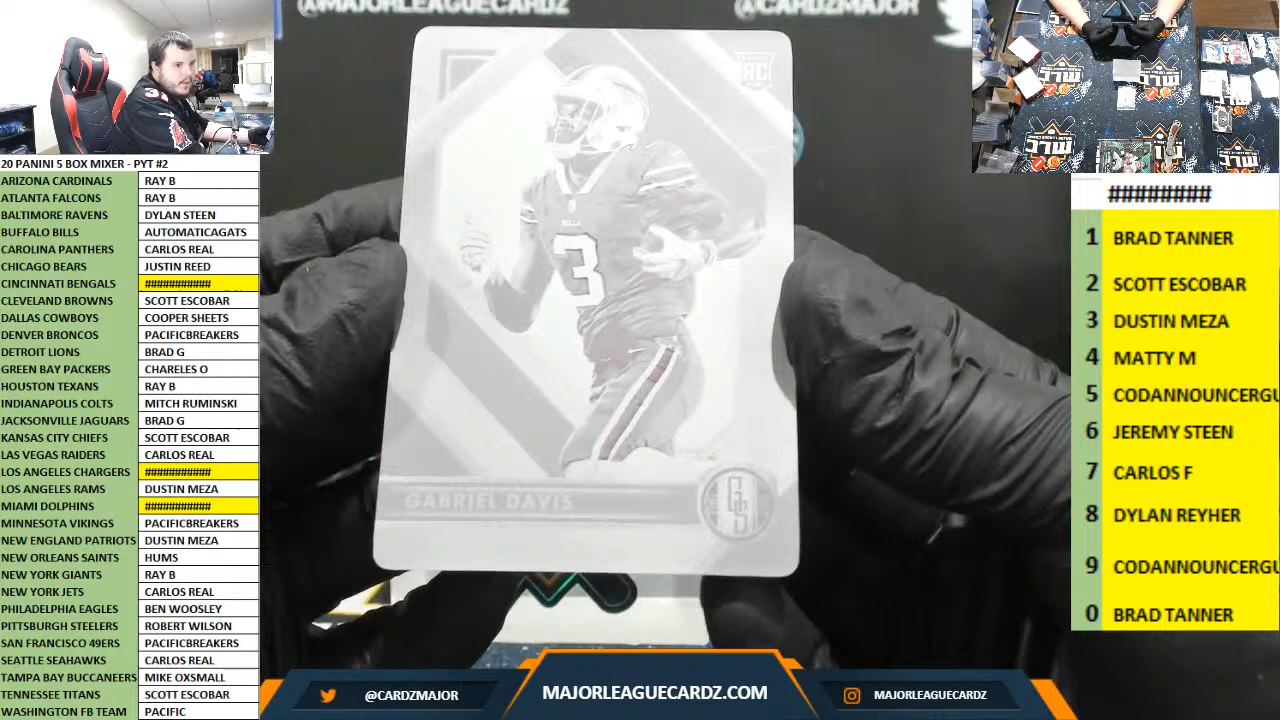 @MAJORLEAGUECARDZ
@CARDZMAJOR
20 PANINI 5 BOX MIXER - PYT #2
ARIZONA CARDINALS RAY B
ATLANTA FALCONS RAY B
BALTIMORE RAVENS DYLAN STEEN
BUFFALO BILLS AUTOMATICAGATS
CAROLINA PANTHERS CARLOS REAL
CHICAGO BEARS JUSTIN REED
CINCINNATI BENGALS ###########
CLEVELAND BROWNS SCOTT ESCOBAR
DALLAS COWBOYS COOPER SHEETS
DENVER BRONCOS PACIFICBREAKERS
DETROIT LIONS BRAD G
GREEN BAY PACKERS CHARELES O
HOUSTON TEXANS RAY B
INDIANAPOLIS COLTS MITCH RUMINSKI
JACKSONVILLE JAGUARS BRAD G
KANSAS CITY CHIEFS SCOTT ESCOBAR
LAS VEGAS RAIDERS CARLOS REAL
LOS ANGELES CHARGERS ###########
LOS ANGELES RAMS DUSTIN MEZA
MIAMI DOLPHINS ###########
MINNESOTA VIKINGS PACIFICBREAKERS
NEW ENGLAND PATRIOTS DUSTIN MEZA
NEW ORLEANS SAINTS HUMS
NEW YORK GIANTS RAY B
NEW YORK JETS CARLOS REAL
PHILADELPHIA EAGLES BEN WOOSLEY
PITTSBURGH STEELERS ROBERT WILSON
SAN FRANCISCO 49ERS PACIFICBREAKERS
SEATTLE SEAHAWKS CARLOS REAL
TAMPA BAY BUCCANEERS MIKE OXSMALL
TENNESSEE TITANS SCOTT ESCOBAR
WASHINGTON FB TEAM PACIFIC
RC
BILLS
3
GABRIEL DAVIS
GS
########
1 BRAD TANNER
2 SCOTT ESCOBAR
3 DUSTIN MEZA
4 MATTY M
5 CODANNOUNCERGU
6 JEREMY STEEN
7 CARLOS F
8 DYLAN REYHER
9 CODANNOUNCERGU
0 BRAD TANNER
@CARDZMAJOR
MAJORLEAGUECARDZ.COM
MAJORLEAGUECARDZ